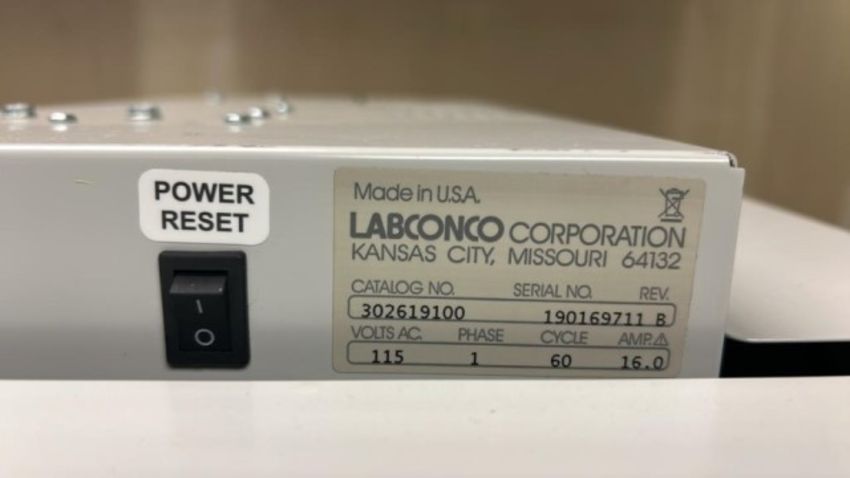 POWER
RESET
I
O
Made in U.S.A.
LABCONCO CORPORATION
KANSAS CITY, MISSOURI 64132
CATALOG NO. SERIAL NO. REV.
302619100 190169711 B
VOLTS AC. PHASE CYCLE AMP. ⚠
115 1 60 16.0